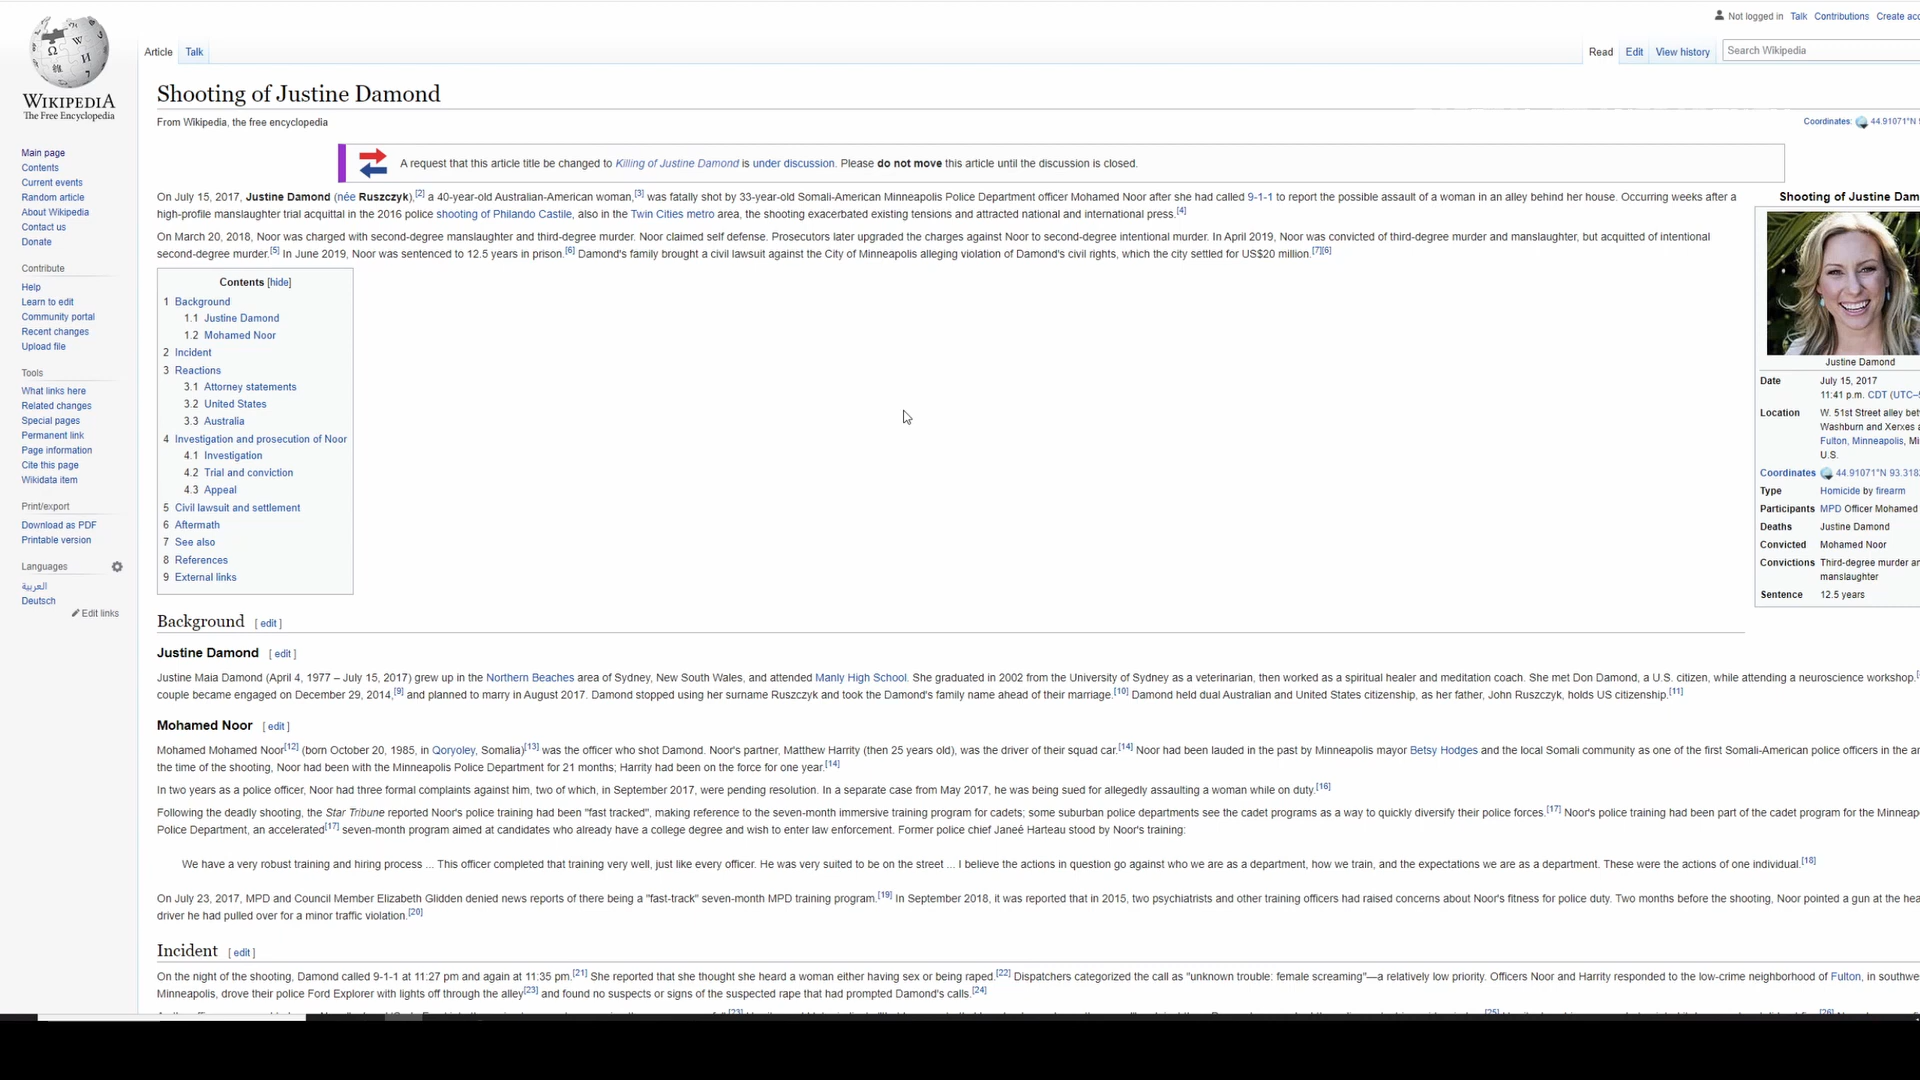 Not logged in Talk Contributions Create acc
Article Talk
Read Edit View history Search Wikipedia
WIKIPEDIA
The Free Encyclopedia
Shooting of Justine Damond
From Wikipedia, the free encyclopedia
Coordinates: 44.91071°N
A request that this article title be changed to Killing of Justine Damond is under discussion. Please do not move this article until the discussion is closed.
On July 15, 2017, Justine Damond (née Ruszczyk),[2] a 40-year-old Australian-American woman,[3] was fatally shot by 33-year-old Somali-American Minneapolis Police Department officer Mohamed Noor after she had called 9-1-1 to report the possible assault of a woman in an alley behind her house. Occurring weeks after a
high-profile manslaughter trial acquittal in the 2016 police shooting of Philando Castile, also in the Twin Cities metro area, the shooting exacerbated existing tensions and attracted national and international press.[4]
On March 20, 2018, Noor was charged with second-degree manslaughter and third-degree murder. Noor claimed self defense. Prosecutors later upgraded the charges against Noor to second-degree intentional murder. In April 2019, Noor was convicted of third-degree murder and manslaughter, but acquitted of intentional
second-degree murder.[5] In June 2019, Noor was sentenced to 12.5 years in prison.[6] Damond's family brought a civil lawsuit against the City of Minneapolis alleging violation of Damond's civil rights, which the city settled for US$20 million.[7][6]
Main page
Contents
Current events
Random article
About Wikipedia
Contact us
Donate
Contribute
Help
Learn to edit
Community portal
Recent changes
Upload file
Tools
What links here
Related changes
Special pages
Permanent link
Page information
Cite this page
Wikidata item
Print/export
Download as PDF
Printable version
Languages
العربية
Deutsch
Edit links
Contents [hide]
1 Background
1.1 Justine Damond
1.2 Mohamed Noor
2 Incident
3 Reactions
3.1 Attorney statements
3.2 United States
3.3 Australia
4 Investigation and prosecution of Noor
4.1 Investigation
4.2 Trial and conviction
4.3 Appeal
5 Civil lawsuit and settlement
6 Aftermath
7 See also
8 References
9 External links
Shooting of Justine Dam
Justine Damond
Date July 15, 2017
11:41 p.m. CDT (UTC-
Location W. 51st Street alley bet
Washburn and Xerxes a
Fulton, Minneapolis, Mi
U.S.
Coordinates 44.91071°N 93.318
Type Homicide by firearm
Participants MPD Officer Mohamed
Deaths Justine Damond
Convicted Mohamed Noor
Convictions Third-degree murder an
manslaughter
Sentence 12.5 years
Background [ edit ]
Justine Damond [ edit ]
Justine Maia Damond (April 4, 1977 – July 15, 2017) grew up in the Northern Beaches area of Sydney, New South Wales, and attended Manly High School. She graduated in 2002 from the University of Sydney as a veterinarian, then worked as a spiritual healer and meditation coach. She met Don Damond, a U.S. citizen, while attending a neuroscience workshop.
couple became engaged on December 29, 2014,[9] and planned to marry in August 2017. Damond stopped using her surname Ruszczyk and took the Damond's family name ahead of their marriage.[10] Damond held dual Australian and United States citizenship, as her father, John Ruszczyk, holds US citizenship.[11]
Mohamed Noor [ edit ]
Mohamed Mohamed Noor[12] (born October 20, 1985, in Qoryoley, Somalia)[13] was the officer who shot Damond. Noor's partner, Matthew Harrity (then 25 years old), was the driver of their squad car.[14] Noor had been lauded in the past by Minneapolis mayor Betsy Hodges and the local Somali community as one of the first Somali-American police officers in the ar
the time of the shooting, Noor had been with the Minneapolis Police Department for 21 months; Harrity had been on the force for one year.[14]
In two years as a police officer, Noor had three formal complaints against him, two of which, in September 2017, were pending resolution. In a separate case from May 2017, he was being sued for allegedly assaulting a woman while on duty.[16]
Following the deadly shooting, the Star Tribune reported Noor's police training had been "fast tracked", making reference to the seven-month immersive training program for cadets; some suburban police departments see the cadet programs as a way to quickly diversify their police forces.[17] Noor's police training had been part of the cadet program for the Minneap
Police Department, an accelerated[17] seven-month program aimed at candidates who already have a college degree and wish to enter law enforcement. Former police chief Janeé Harteau stood by Noor's training:
We have a very robust training and hiring process ... This officer completed that training very well, just like every officer. He was very suited to be on the street ... I believe the actions in question go against who we are as a department, how we train, and the expectations we are as a department. These were the actions of one individual.[18]
On July 23, 2017, MPD and Council Member Elizabeth Glidden denied news reports of there being a "fast-track" seven-month MPD training program.[19] In September 2018, it was reported that in 2015, two psychiatrists and other training officers had raised concerns about Noor's fitness for police duty. Two months before the shooting, Noor pointed a gun at the hea
driver he had pulled over for a minor traffic violation.[20]
Incident [ edit ]
On the night of the shooting, Damond called 9-1-1 at 11:27 pm and again at 11:35 pm.[21] She reported that she thought she heard a woman either having sex or being raped.[22] Dispatchers categorized the call as "unknown trouble: female screaming"—a relatively low priority. Officers Noor and Harrity responded to the low-crime neighborhood of Fulton, in southwe
Minneapolis, drove their police Ford Explorer with lights off through the alley[23] and found no suspects or signs of the suspected rape that had prompted Damond's calls.[24]